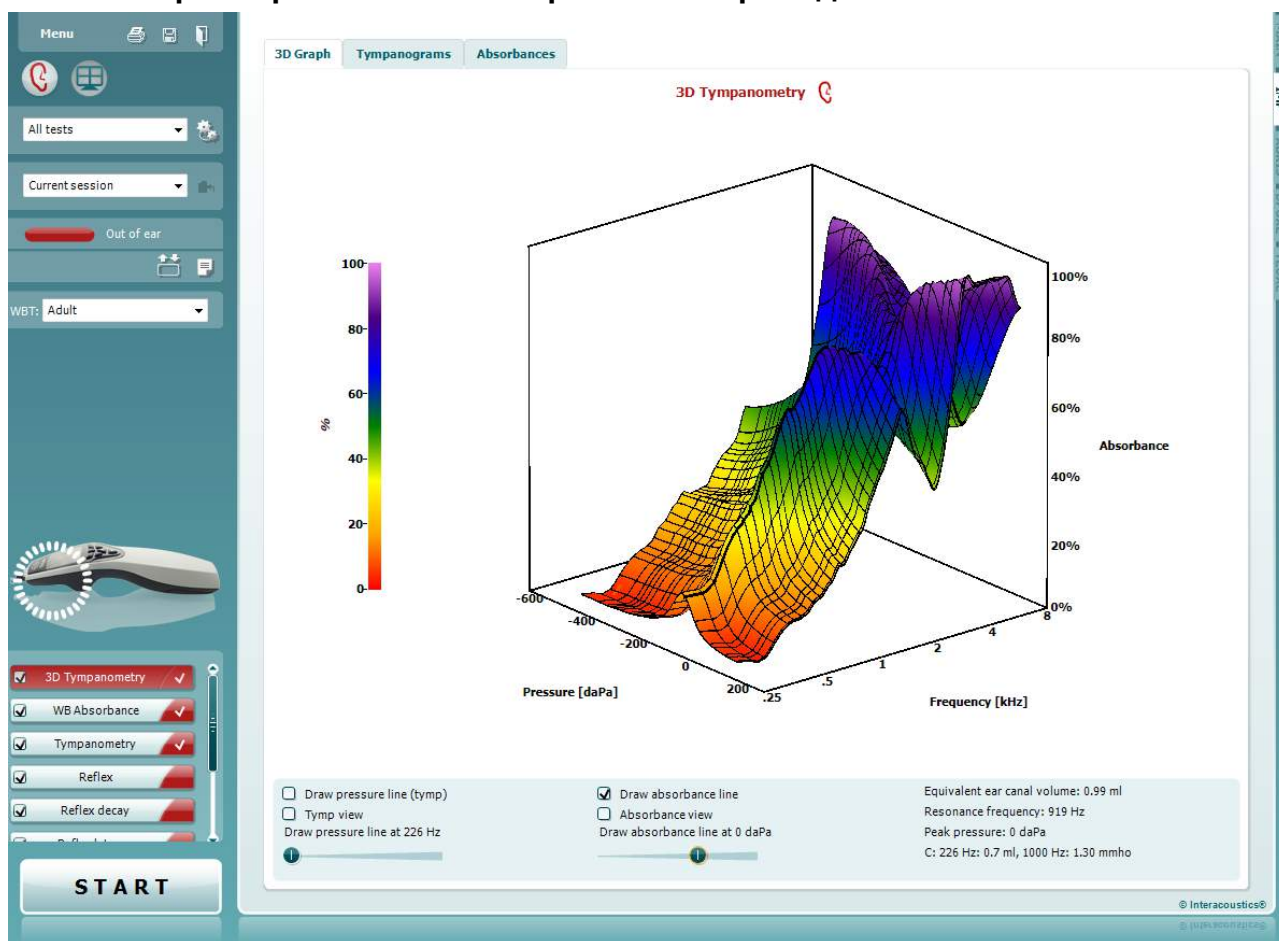 Menu
All tests
Current session
Out of ear
WBT: Adult
3D Tympanometry
WB Absorbance
Tympanometry
Reflex
Reflex decay
START
3D Graph Tympanograms Absorbances
3D Tympanometry
100
80
60
%
40
20
0
100%
80%
60%
Absorbance
40%
20%
0%
-600
-400
-200
0
200
Pressure [daPa]
.25
.5
1
2
4
8
Frequency [kHz]
Draw pressure line (tymp)
Tymp view
Draw pressure line at 226 Hz
Draw absorbance line
Absorbance view
Draw absorbance line at 0 daPa
Equivalent ear canal volume: 0.99 ml
Resonance frequency: 919 Hz
Peak pressure: 0 daPa
C: 226 Hz: 0.7 ml, 1000 Hz: 1.30 mmho
© Interacoustics®